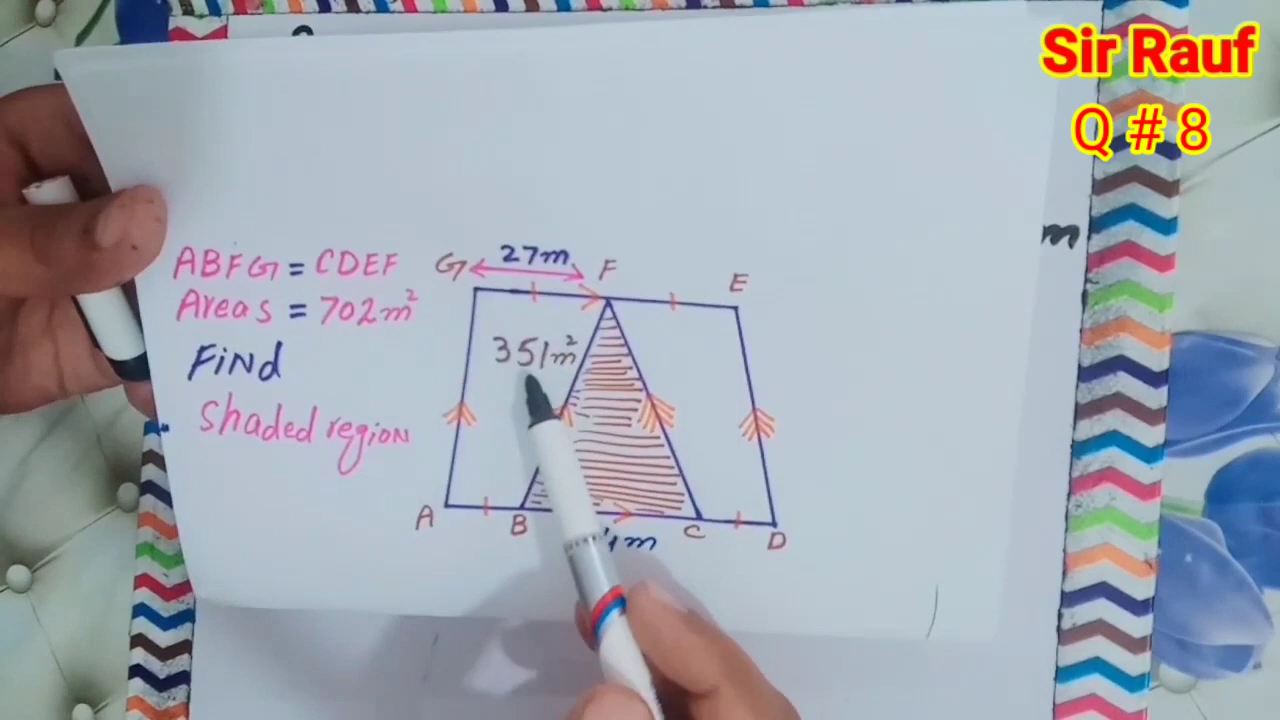 Sir Rauf
Q # 8
ABFG = CDEF
Areas = 702m²
FiNd
Shaded region
27m
G
F
E
351m²
A
B
C
D
m